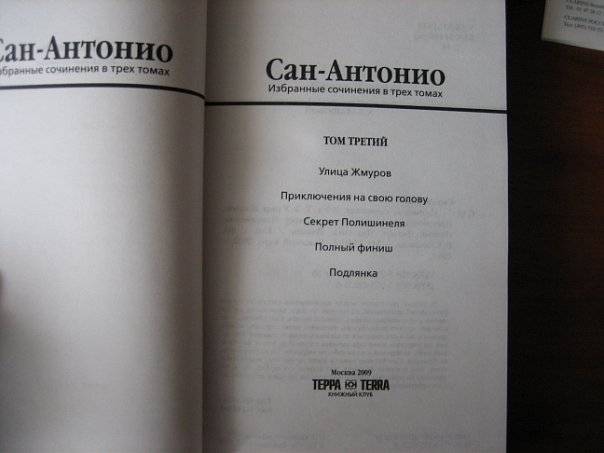 Сан-Антонио
Избранные сочинения в трех томах
Сан-Антонио
Избранные сочинения в трех томах
ТОМ ТРЕТИЙ
Улица Жмуров
Приключения на свою голову
Секрет Полишинеля
Полный финиш
Подлянка
Москва 2009
ТЕРРА TERRA
КНИЖНЫЙ КЛУБ